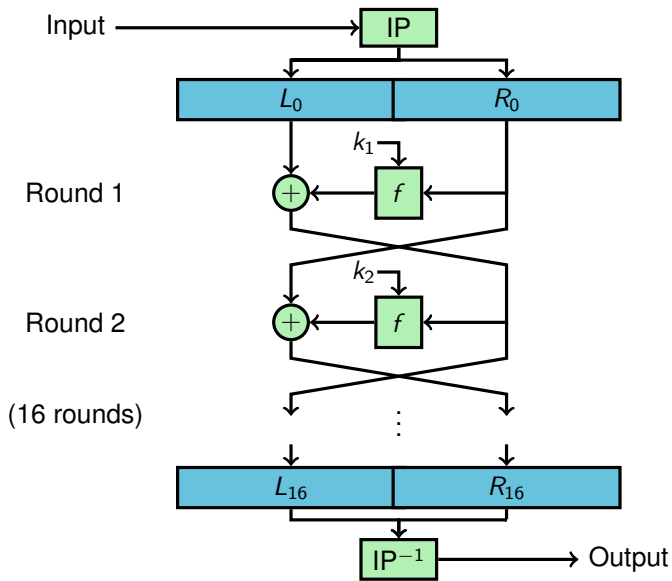 Input IP
L₀ R₀
k₁
Round 1 + f
k₂
Round 2 + f
(16 rounds) ⋮
L₁₆ R₁₆
IP⁻¹ Output